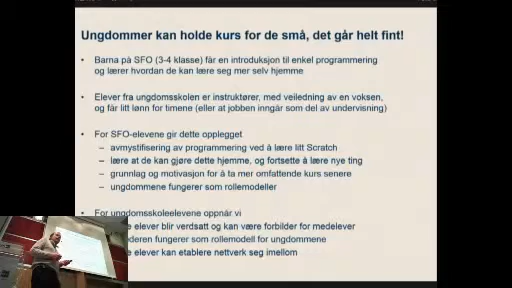 Ungdommer kan holde kurs for de små, det går helt fint!
• Barna på SFO (3-4 klasse) får en introduksjon til enkel programmering
og lærer hvordan de kan lære seg mer selv hjemme
• Elever fra ungdomsskolen er instruktører, med veiledning av en voksen,
og får litt lønn for timene (eller at jobben inngår som del av undervisning)
• For SFO-elevene gir dette opplegget
– avmystifisering av programmering ved å lære litt Scratch
– lære at de kan gjøre dette hjemme, og fortsette å lære nye ting
– grunnlag og motivasjon for å ta mer omfattende kurs senere
– ungdommene fungerer som rollemodeller
• For ungdomsskoleelevene oppnår vi
elever blir verdsatt og kan være forbilder for medelever
fungerer som rollemodell for ungdommene
elever kan etablere nettverk seg imellom